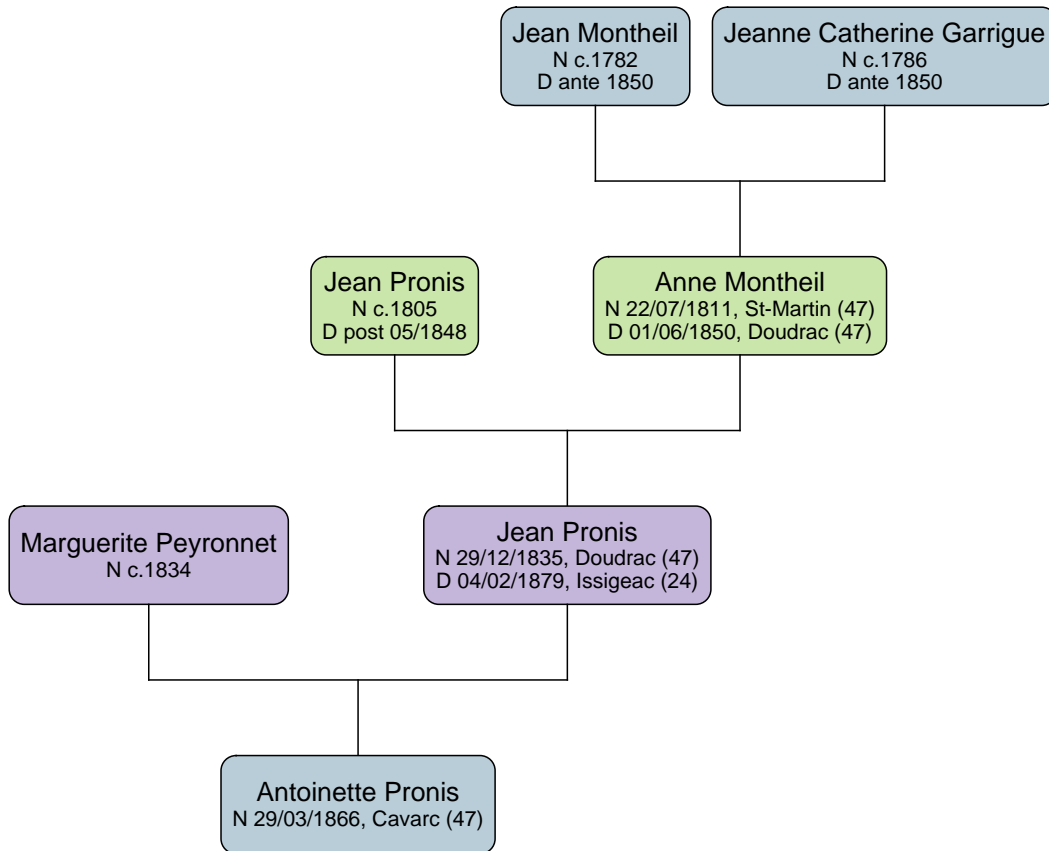 Jean Montheil
N c.1782
D ante 1850
Jeanne Catherine Garrigue
N c.1786
D ante 1850
Jean Pronis
N c.1805
D post 05/1848
Anne Montheil
N 22/07/1811, St-Martin (47)
D 01/06/1850, Doudrac (47)
Marguerite Peyronnet
N c.1834
Jean Pronis
N 29/12/1835, Doudrac (47)
D 04/02/1879, Issigeac (24)
Antoinette Pronis
N 29/03/1866, Cavarc (47)